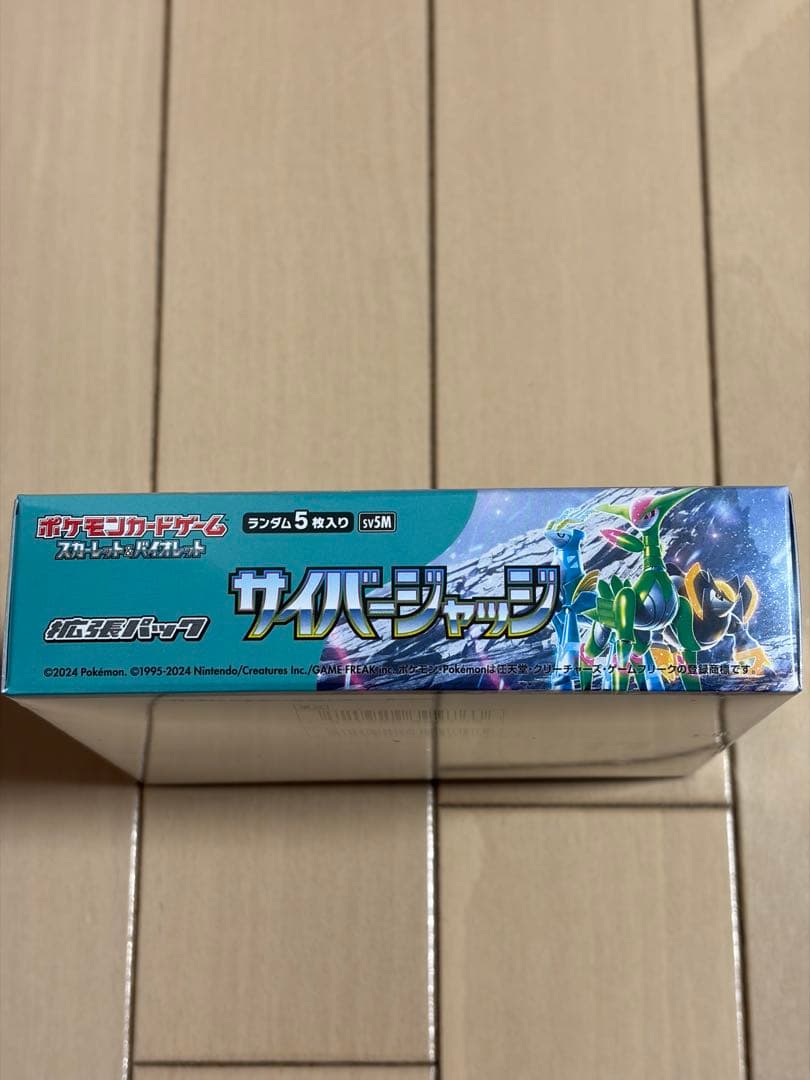 ポケモンカードゲーム
スカーレット&バイオレット
ランダム5枚入り SV5M
拡張パック
サイバージャッジ
©2024 Pokémon. ©1995-2024 Nintendo/Creatures Inc./GAME FREAK inc. ポケモン・Pokémonは任天堂・クリーチャーズ・ゲームフリークの登録商標です。